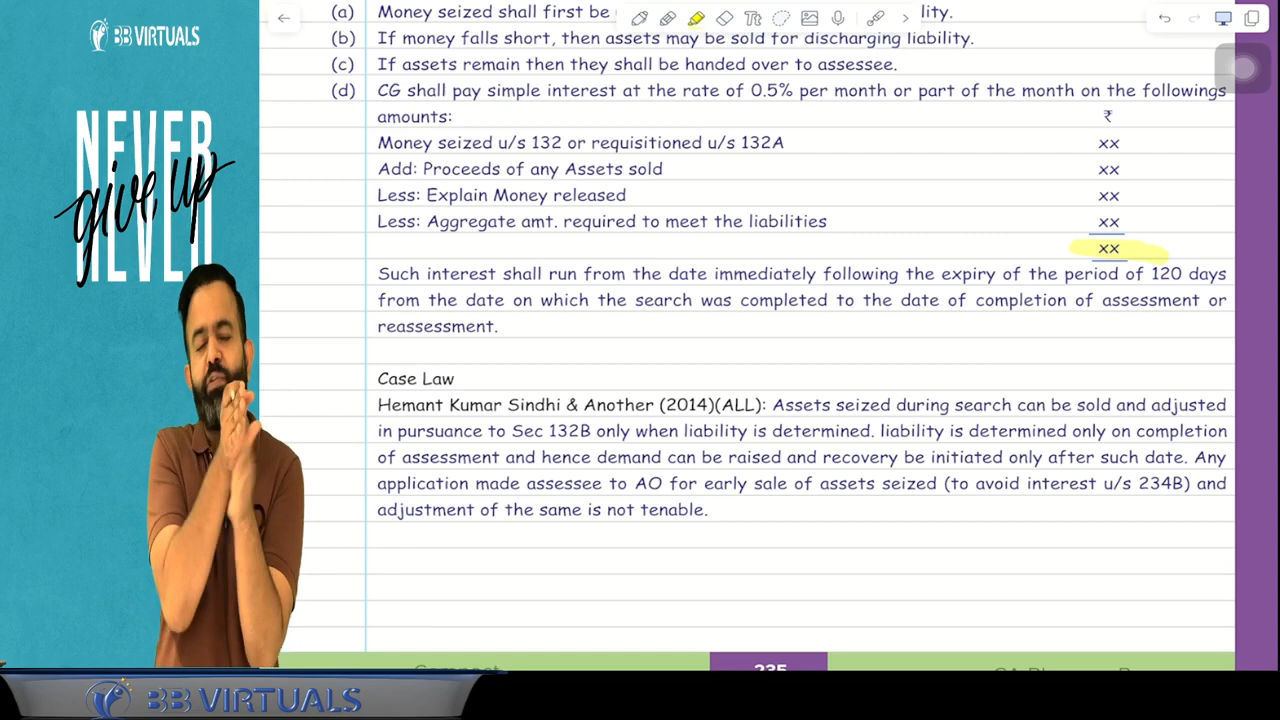 BB VIRTUALS
NEVER
give up
NEVER
(a) Money seized shall first be lity.
(b) If money falls short, then assets may be sold for discharging liability.
(c) If assets remain then they shall be handed over to assessee.
(d) CG shall pay simple interest at the rate of 0.5% per month or part of the month on the followings
amounts: ₹
Money seized u/s 132 or requisitioned u/s 132A xx
Add: Proceeds of any Assets sold xx
Less: Explain Money released xx
Less: Aggregate amt. required to meet the liabilities xx
xx
Such interest shall run from the date immediately following the expiry of the period of 120 days
from the date on which the search was completed to the date of completion of assessment or
reassessment.
Case Law
Hemant Kumar Sindhi & Another (2014)(ALL): Assets seized during search can be sold and adjusted
in pursuance to Sec 132B only when liability is determined. liability is determined only on completion
of assessment and hence demand can be raised and recovery be initiated only after such date. Any
application made assessee to AO for early sale of assets seized (to avoid interest u/s 234B) and
adjustment of the same is not tenable.
235
BB VIRTUALS